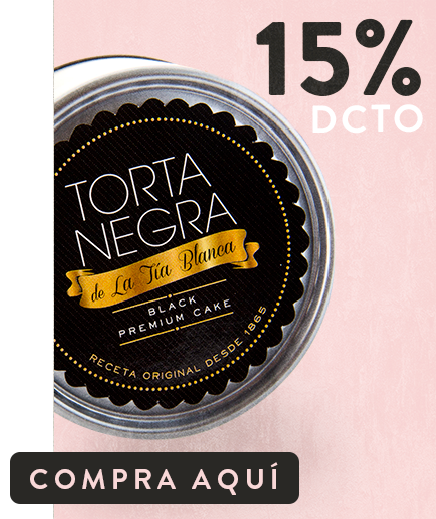 15%
DCTO
TORTA
NEGRA
de La Tía Blanca
BLACK
PREMIUM CAKE
RECETA ORIGINAL DESDE 1865
COMPRA AQUÍ